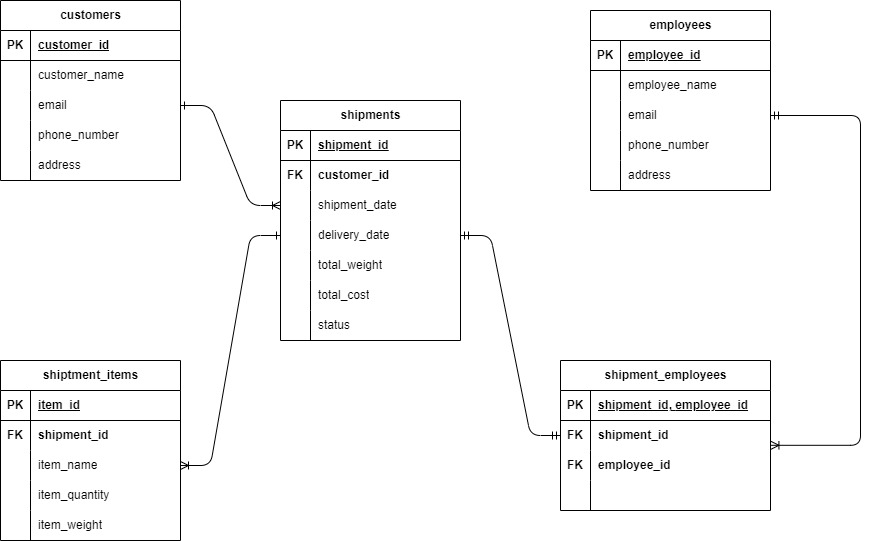 customers
PK customer_id
customer_name
email
phone_number
address
employees
PK employee_id
employee_name
email
phone_number
address
shipments
PK shipment_id
FK customer_id
shipment_date
delivery_date
total_weight
total_cost
status
shiptment_items
PK item_id
FK shipment_id
item_name
item_quantity
item_weight
shipment_employees
PK shipment_id, employee_id
FK shipment_id
FK employee_id